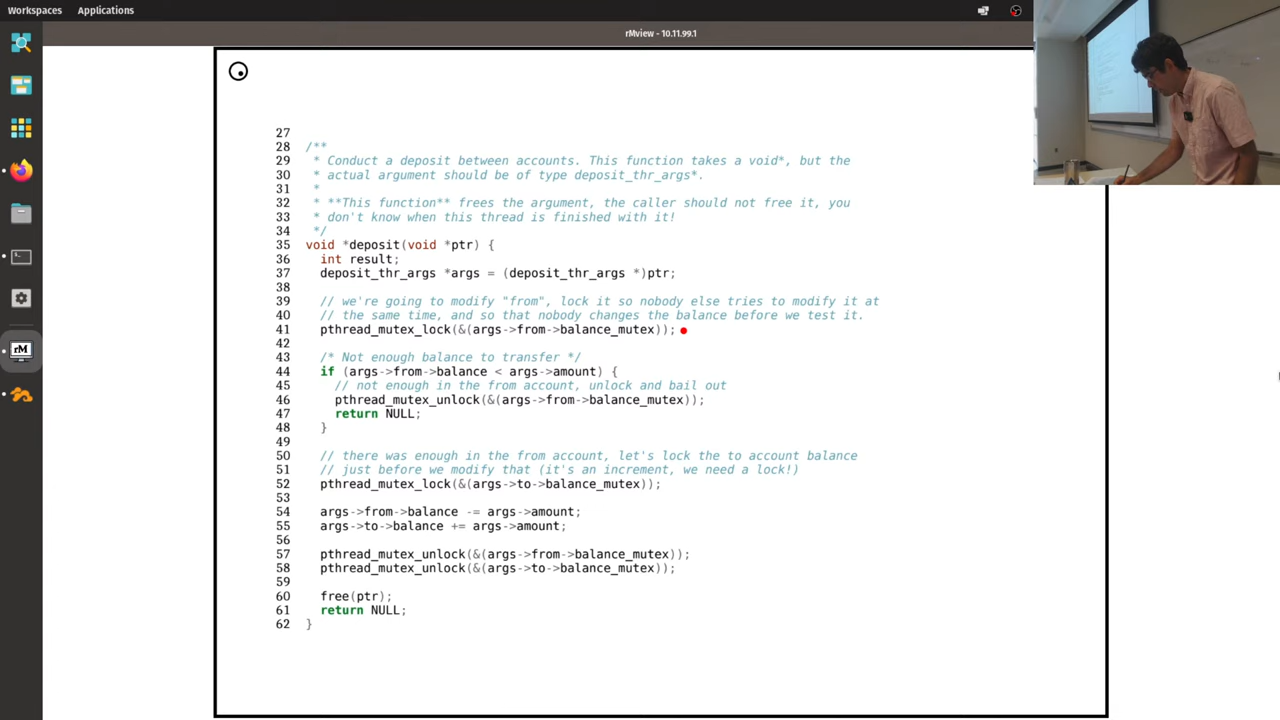 Workspaces Applications
rMview - 10.11.99.1
27
28 /**
29 * Conduct a deposit between accounts. This function takes a void*, but the
30 * actual argument should be of type deposit_thr_args*.
31 *
32 * **This function** frees the argument, the caller should not free it, you
33 * don't know when this thread is finished with it!
34 */
35 void *deposit(void *ptr) {
36 int result;
37 deposit_thr_args *args = (deposit_thr_args *)ptr;
38
39 // we're going to modify "from", lock it so nobody else tries to modify it at
40 // the same time, and so that nobody changes the balance before we test it.
41 pthread_mutex_lock(&(args->from->balance_mutex));
42
43 /* Not enough balance to transfer */
44 if (args->from->balance < args->amount) {
45 // not enough in the from account, unlock and bail out
46 pthread_mutex_unlock(&(args->from->balance_mutex));
47 return NULL;
48 }
49
50 // there was enough in the from account, let's lock the to account balance
51 // just before we modify that (it's an increment, we need a lock!)
52 pthread_mutex_lock(&(args->to->balance_mutex));
53
54 args->from->balance -= args->amount;
55 args->to->balance += args->amount;
56
57 pthread_mutex_unlock(&(args->from->balance_mutex));
58 pthread_mutex_unlock(&(args->to->balance_mutex));
59
60 free(ptr);
61 return NULL;
62 }
rM